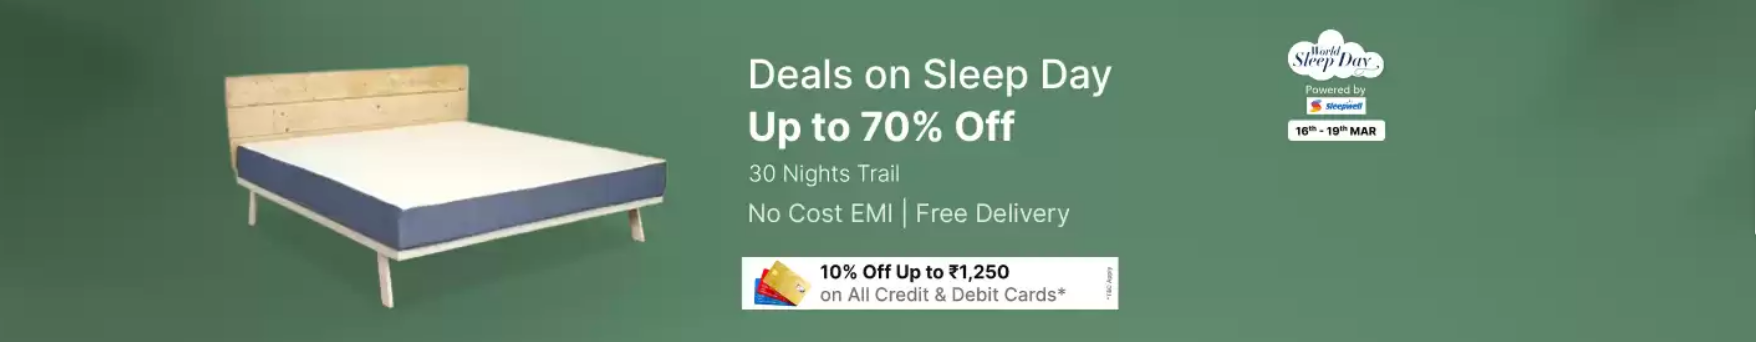 Deals on Sleep Day
Up to 70% Off
30 Nights Trail
No Cost EMI | Free Delivery
10% Off Up to ₹1,250
on All Credit & Debit Cards*
*T&C Apply
World
Sleep Day
Powered by
Sleepwell
16th - 19th MAR